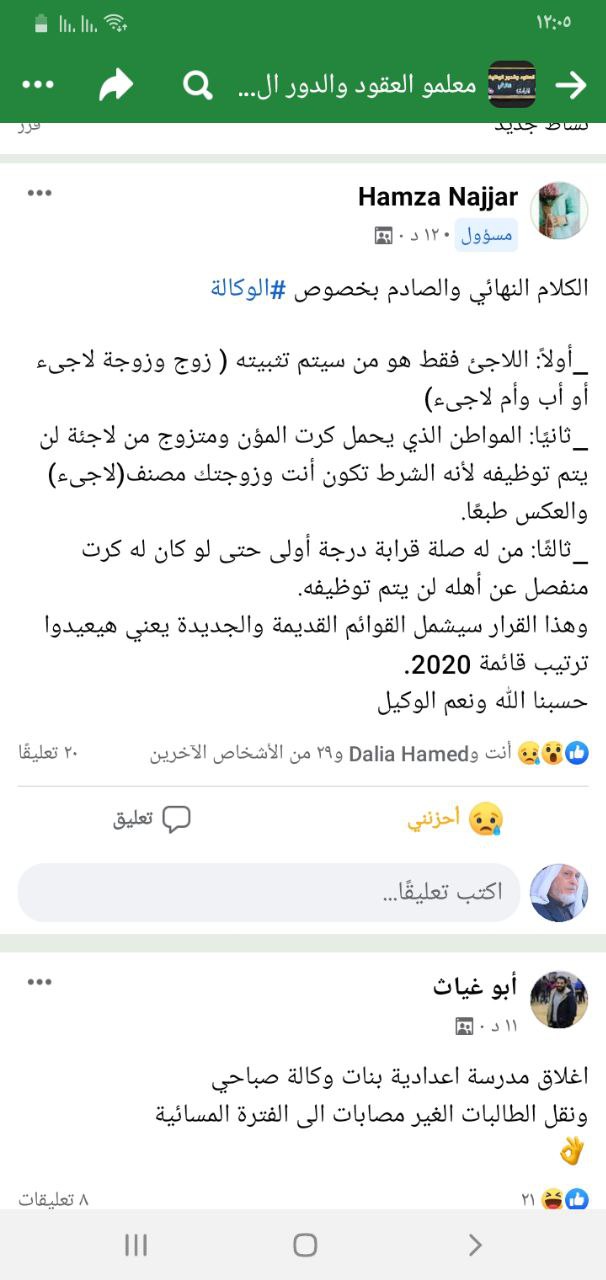 ١٢:٠٥
معلمو العقود والدور ال...
نشاط جديد
فرز
Hamza Najjar
مسؤول • ١٢ د •
الكلام النهائي والصادم بخصوص #الوكالة
_أولاً: اللاجئ فقط هو من سيتم تثبيته ( زوج وزوجة لاجىء
أو أب وأم لاجىء)
_ثانيًا: المواطن الذي يحمل كرت المؤن ومتزوج من لاجئة لن
يتم توظيفه لأنه الشرط تكون أنت وزوجتك مصنف(لاجىء)
والعكس طبعًا.
_ثالثًا: من له صلة قرابة درجة أولى حتى لو كان له كرت
منفصل عن أهله لن يتم توظيفه.
وهذا القرار سيشمل القوائم القديمة والجديدة يعني هيعيدوا
ترتيب قائمة 2020.
حسبنا الله ونعم الوكيل
أنت وDalia Hamed و٢٩ من الأشخاص الآخرين
٢٠ تعليقًا
أحزنني
تعليق
اكتب تعليقًا...
أبو غياث
١١ د •
اغلاق مدرسة اعدادية بنات وكالة صباحي
ونقل الطالبات الغير مصابات الى الفترة المسائية
👌
٢١
٨ تعليقات